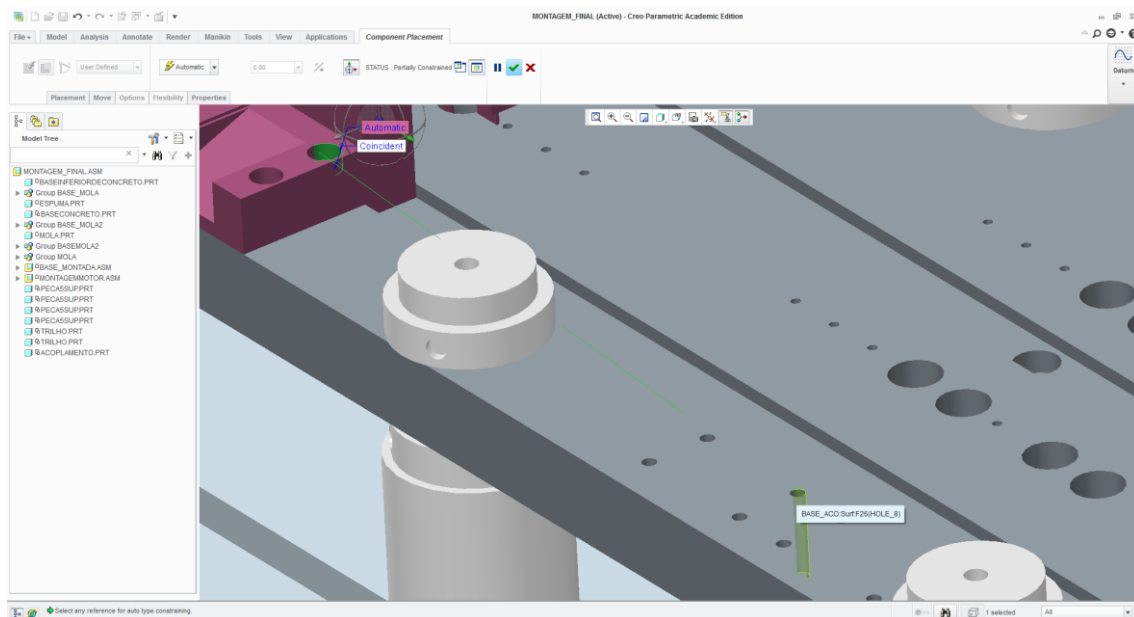 MONTAGEM_FINAL (Active) - Creo Parametric Academic Edition
File Model Analysis Annotate Render Manikin Tools View Applications Component Placement
User Defined Automatic 0.00 STATUS : Partially Constrained
Datum
Placement Move Options Flexibility Properties
Model Tree
MONTAGEM_FINAL.ASM
BASEINFERIORDECONCRETO.PRT
Group BASE_MOLA
ESPUMA.PRT
BASECONCRETO.PRT
Group BASE_MOLA2
MOLA.PRT
Group BASEMOLA2
Group MOLA
BASE_MONTADA.ASM
MONTAGEMMOTOR.ASM
PECA5SUP.PRT
PECA5SUP.PRT
PECA5SUP.PRT
PECA5SUP.PRT
TRILHO.PRT
TRILHO.PRT
ACOPLAMENTO.PRT
Automatic
Coincident
BASE_ACO:Surf:F26(HOLE_8)
Select any reference for auto type constraining.
1 selected
All